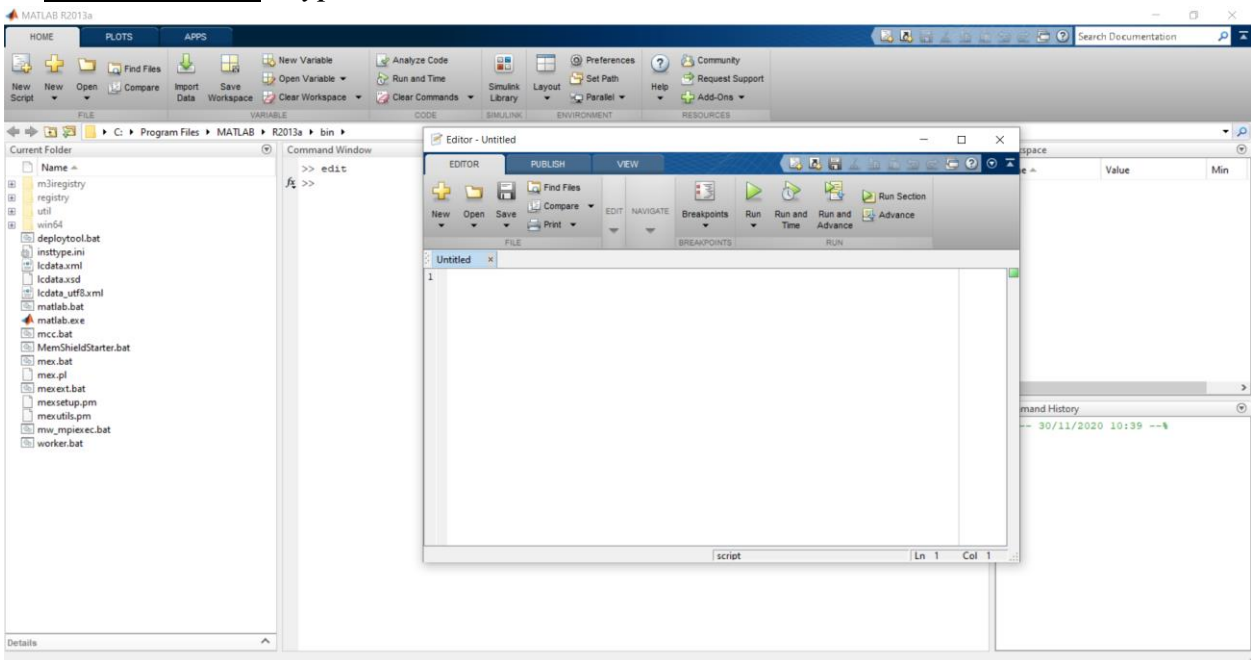 MATLAB R2013a
HOME PLOTS APPS
Search Documentation
New Script
New
Open
Find Files
Compare
Import Data
Save Workspace
New Variable
Open Variable
Clear Workspace
Analyze Code
Run and Time
Clear Commands
Simulink Library
Layout
Preferences
Set Path
Parallel
Help
Community
Request Support
Add-Ons
FILE VARIABLE CODE SIMULINK ENVIRONMENT RESOURCES
C: Program Files MATLAB R2013a bin
Current Folder
Name
m3iregistry
registry
util
win64
deploytool.bat
insttype.ini
lcdata.xml
lcdata.xsd
lcdata_utf8.xml
matlab.bat
matlab.exe
mcc.bat
MemShieldStarter.bat
mex.bat
mex.pl
mexext.bat
mexsetup.pm
mexutils.pm
mw_mpiexec.bat
worker.bat
Details
Command Window
>> edit
fx >>
Editor - Untitled
EDITOR PUBLISH VIEW
New
Open
Save
Find Files
Compare
Print
EDIT
NAVIGATE
Breakpoints
Run
Run and Time
Run and Advance
Run Section
Advance
FILE BREAKPOINTS RUN
Untitled
1
script Ln 1 Col 1
space
e Value Min
mand History
-- 30/11/2020 10:39 --%